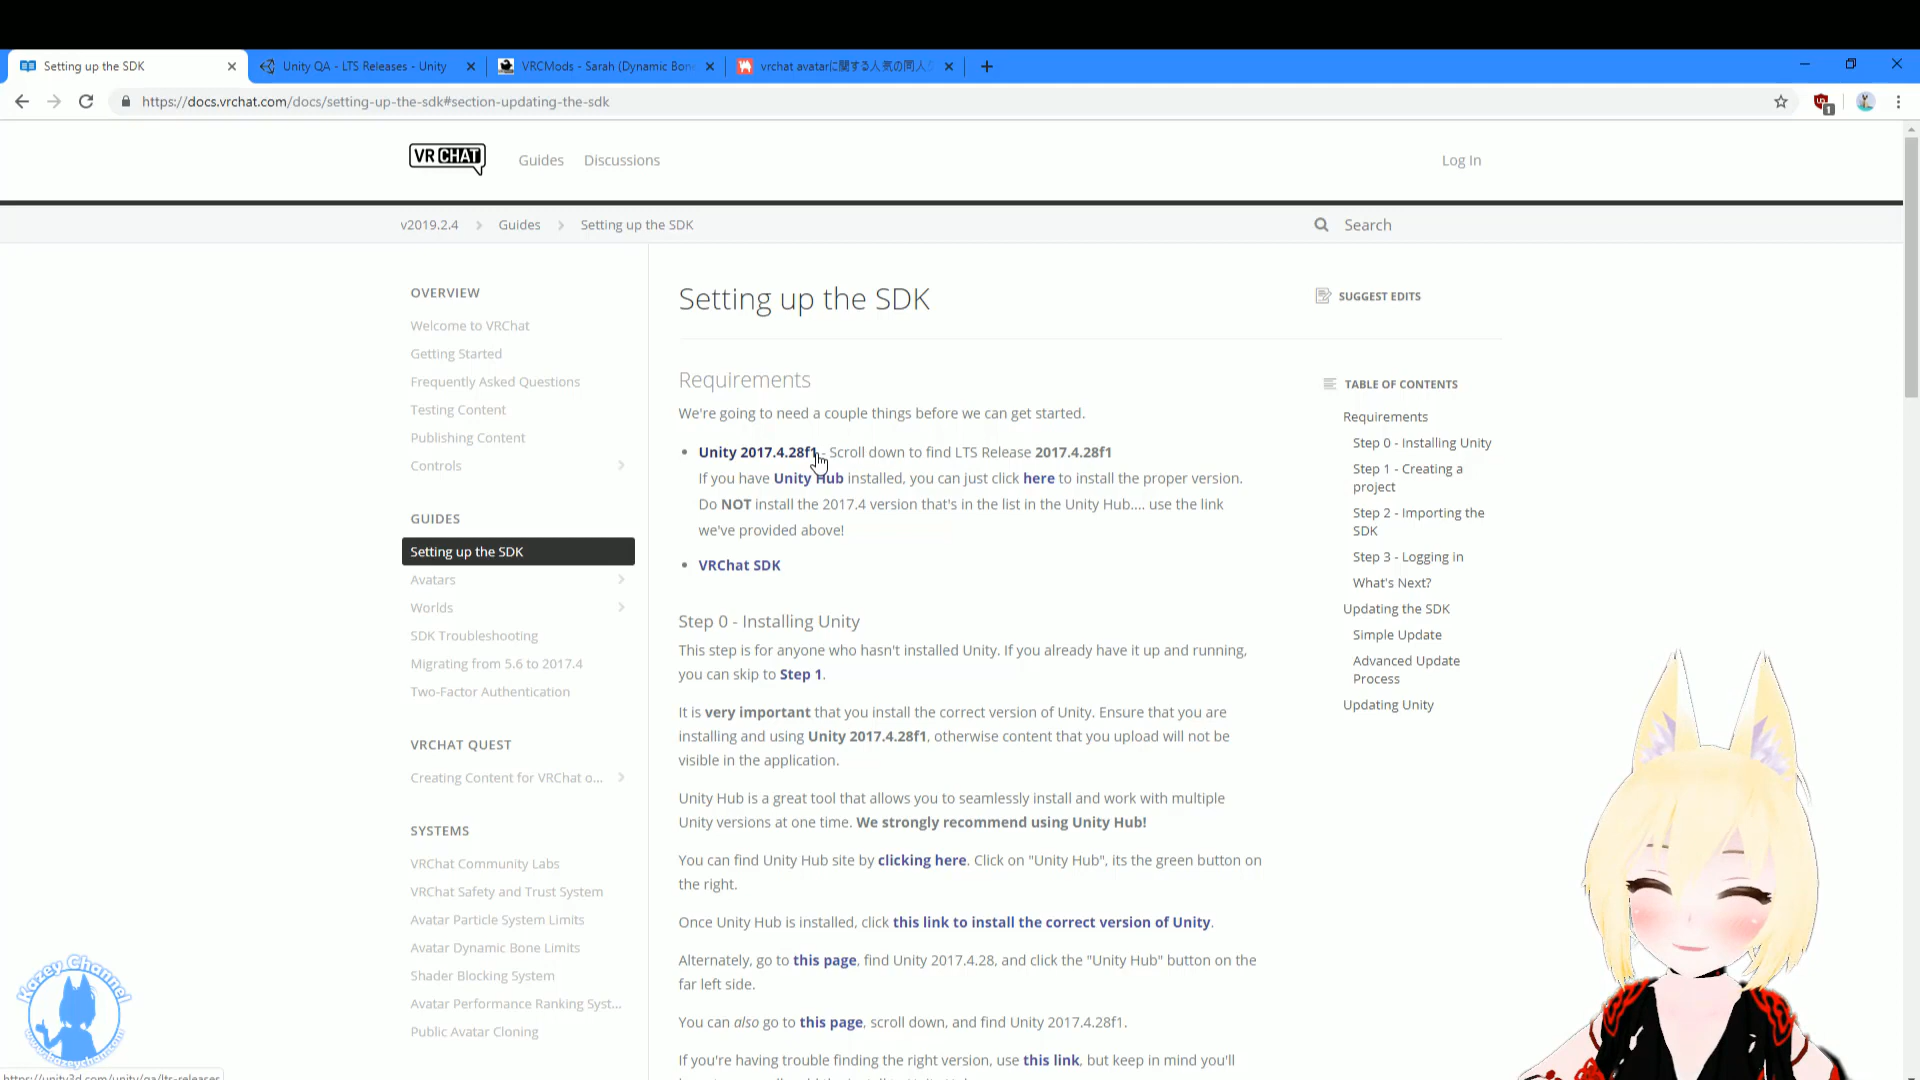 Setting up the SDK
Unity QA - LTS Releases - Unity
VRCMods - Sarah (Dynamic Bon
vrchat avatarに関する人気の同人
https://docs.vrchat.com/docs/setting-up-the-sdk#section-updating-the-sdk
1
VR CHAT
Guides
Discussions
Log In
v2019.2.4
Guides
Setting up the SDK
Search
OVERVIEW
Welcome to VRChat
Getting Started
Frequently Asked Questions
Testing Content
Publishing Content
Controls
GUIDES
Setting up the SDK
Avatars
Worlds
SDK Troubleshooting
Migrating from 5.6 to 2017.4
Two-Factor Authentication
VRCHAT QUEST
Creating Content for VRChat o...
SYSTEMS
VRChat Community Labs
VRChat Safety and Trust System
Avatar Particle System Limits
Avatar Dynamic Bone Limits
Shader Blocking System
Avatar Performance Ranking Syst...
Public Avatar Cloning
Setting up the SDK
Requirements
We're going to need a couple things before we can get started.
• Unity 2017.4.28f1 - Scroll down to find LTS Release 2017.4.28f1
If you have Unity Hub installed, you can just click here to install the proper version.
Do NOT install the 2017.4 version that's in the list in the Unity Hub.... use the link
we've provided above!
• VRChat SDK
Step 0 - Installing Unity
This step is for anyone who hasn't installed Unity. If you already have it up and running,
you can skip to Step 1.
It is very important that you install the correct version of Unity. Ensure that you are
installing and using Unity 2017.4.28f1, otherwise content that you upload will not be
visible in the application.
Unity Hub is a great tool that allows you to seamlessly install and work with multiple
Unity versions at one time. We strongly recommend using Unity Hub!
You can find Unity Hub site by clicking here. Click on "Unity Hub", its the green button on
the right.
Once Unity Hub is installed, click this link to install the correct version of Unity.
Alternately, go to this page, find Unity 2017.4.28, and click the "Unity Hub" button on the
far left side.
You can also go to this page, scroll down, and find Unity 2017.4.28f1.
If you're having trouble finding the right version, use this link, but keep in mind you'll
SUGGEST EDITS
TABLE OF CONTENTS
Requirements
Step 0 - Installing Unity
Step 1 - Creating a
project
Step 2 - Importing the
SDK
Step 3 - Logging in
What's Next?
Updating the SDK
Simple Update
Advanced Update
Process
Updating Unity
Kazey Channel
www.kazeychan.com
https://unity3d.com/unity/qa/lts-releases